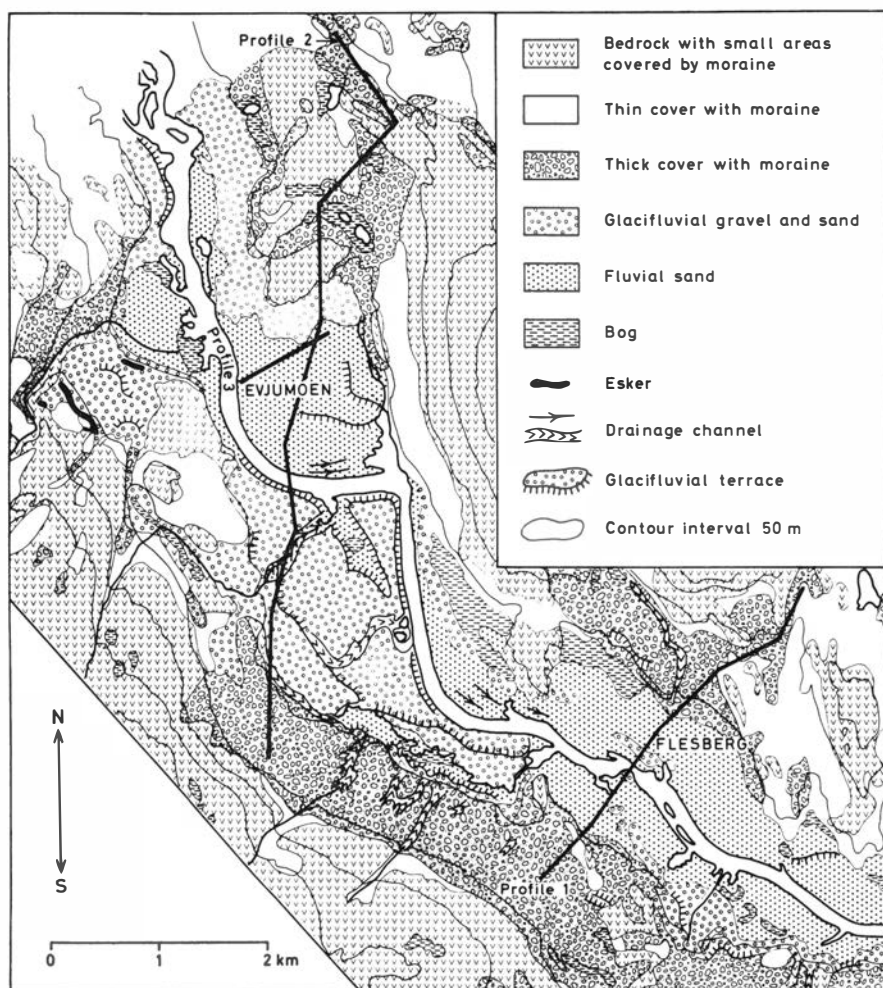 Profile 2
Bedrock with small areas
covered by moraine
Thin cover with moraine
Thick cover with moraine
Glacifluvial gravel and sand
Fluvial sand
Bog
Esker
Drainage channel
Glacifluvial terrace
Contour interval 50 m
Profile 3
EVJUMOEN
FLESBERG
Profile 1
N
S
0 1 2 km